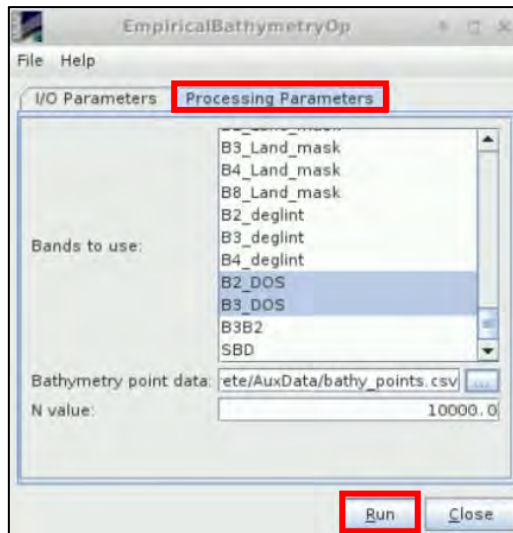 EmpiricalBathymetryOp
File Help
I/O Parameters Processing Parameters
B3_Land_mask
B4_Land_mask
B8_Land_mask
B2_deglint
B3_deglint
Bands to use:
B4_deglint
B2_DOS
B3_DOS
B3B2
SBD
Bathymetry point data: ete/AuxData/bathy_points.csv ...
N value: 10000.0
Run Close